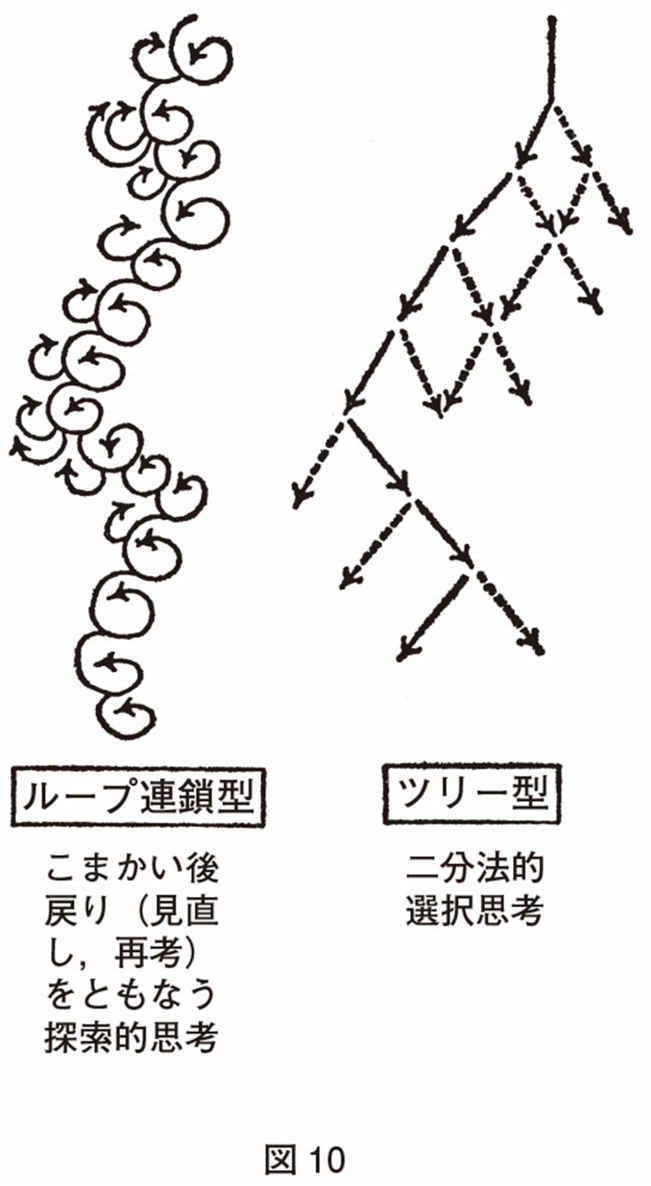 ループ連鎖型
こまかい後
戻り（見直
し，再考）
をともなう
探索的思考
ツリー型
二分法的
選択思考
図10